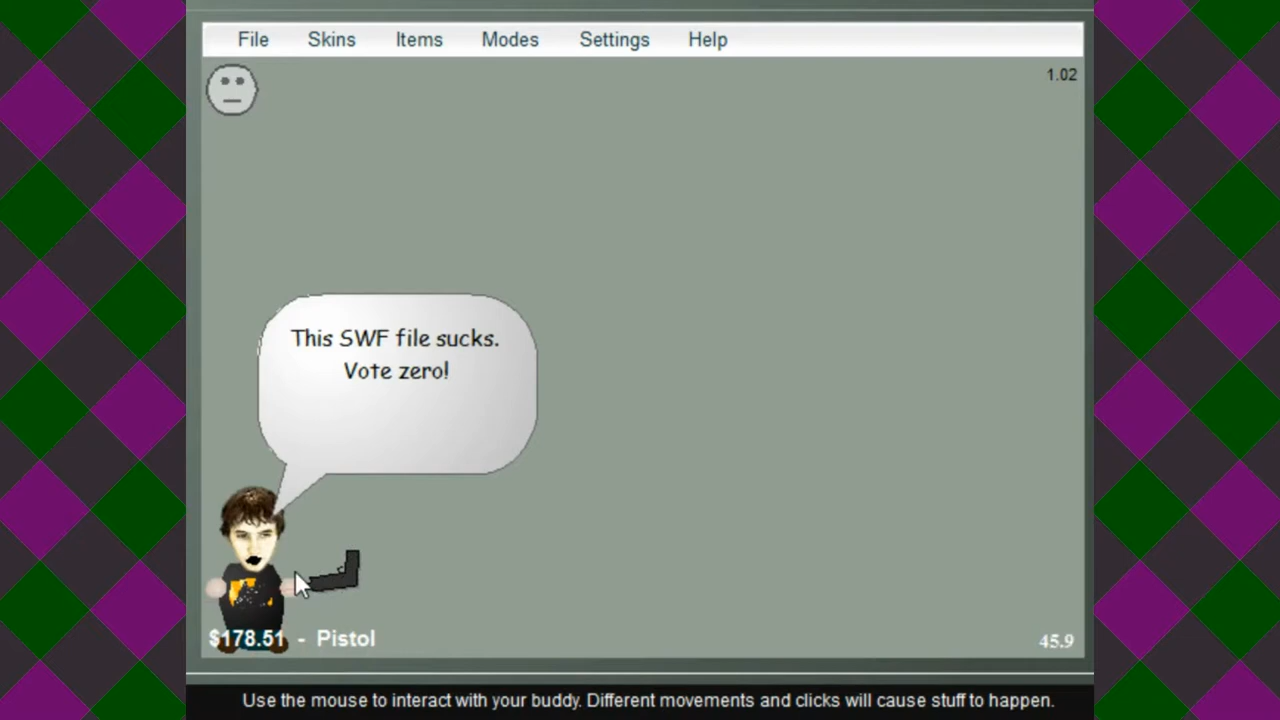 File Skins Items Modes Settings Help
1.02
This SWF file sucks.
Vote zero!
$178.51 - Pistol
45.9
Use the mouse to interact with your buddy. Different movements and clicks will cause stuff to happen.